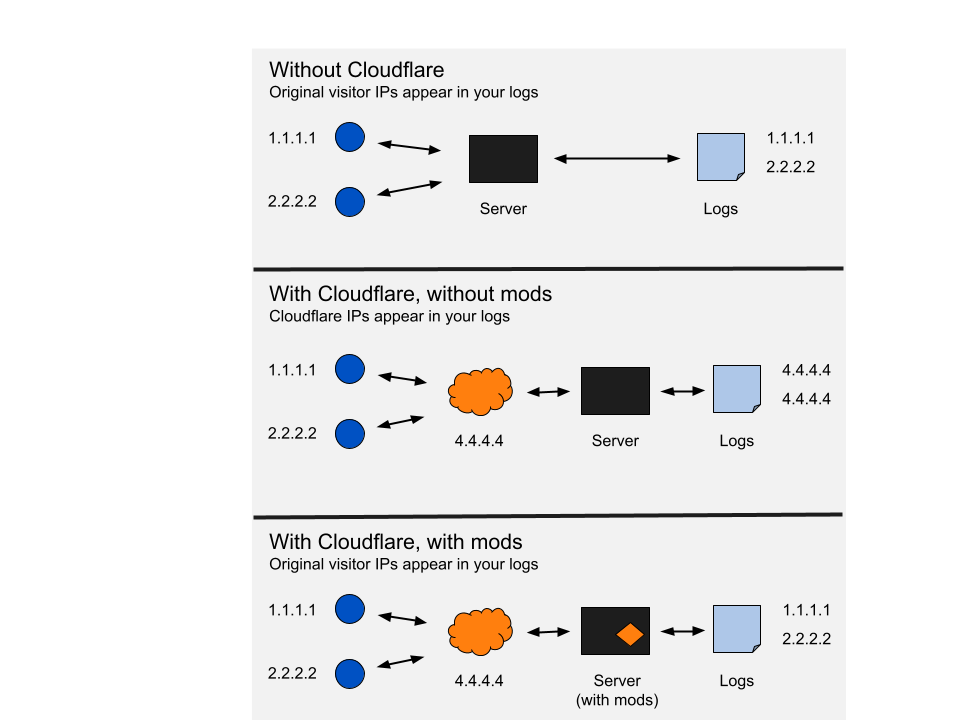 Without Cloudflare
Original visitor IPs appear in your logs
1.1.1.1
1.1.1.1
2.2.2.2
2.2.2.2
Server
Logs
With Cloudflare, without mods
Cloudflare IPs appear in your logs
1.1.1.1
4.4.4.4
4.4.4.4
2.2.2.2
4.4.4.4
Server
Logs
With Cloudflare, with mods
Original visitor IPs appear in your logs
1.1.1.1
1.1.1.1
2.2.2.2
2.2.2.2
4.4.4.4
Server
(with mods)
Logs